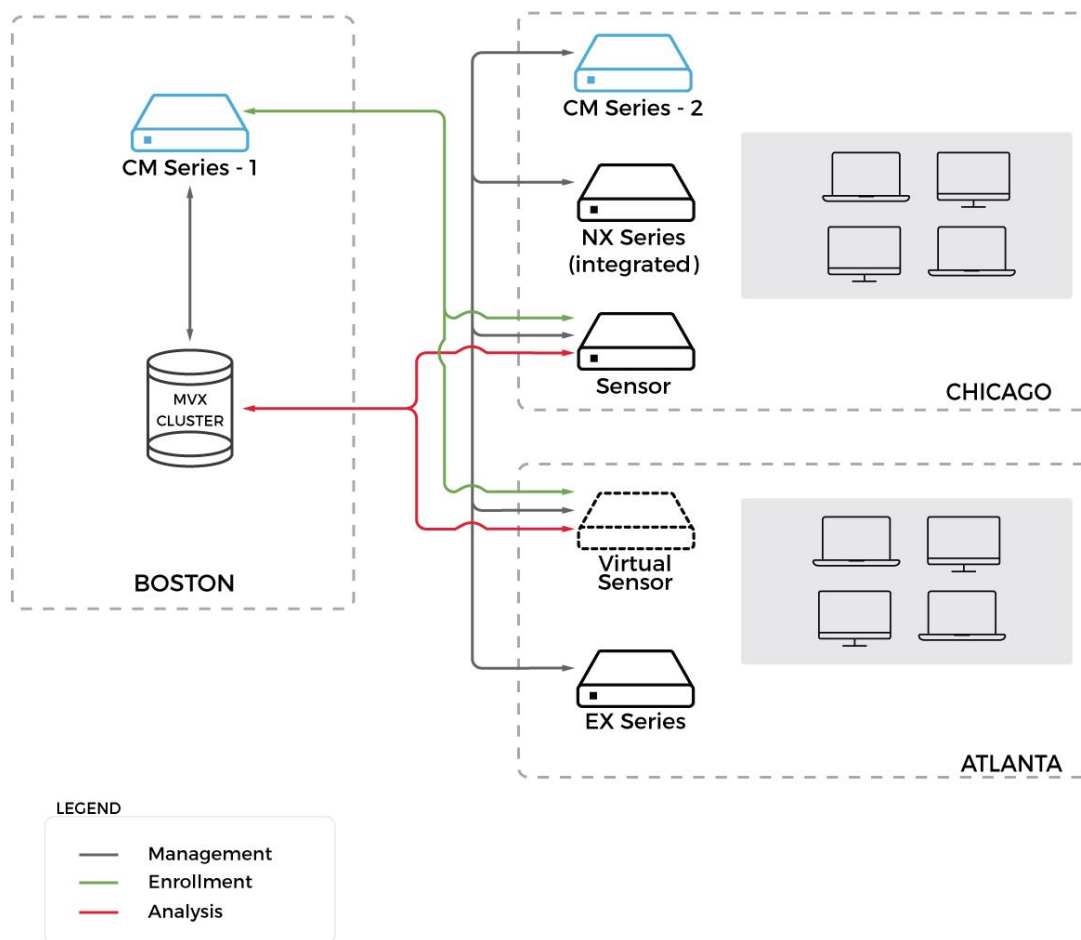 CM Series - 1
MVX
CLUSTER
BOSTON
CM Series - 2
NX Series
(integrated)
Sensor
CHICAGO
Virtual
Sensor
EX Series
ATLANTA
LEGEND
Management
Enrollment
Analysis